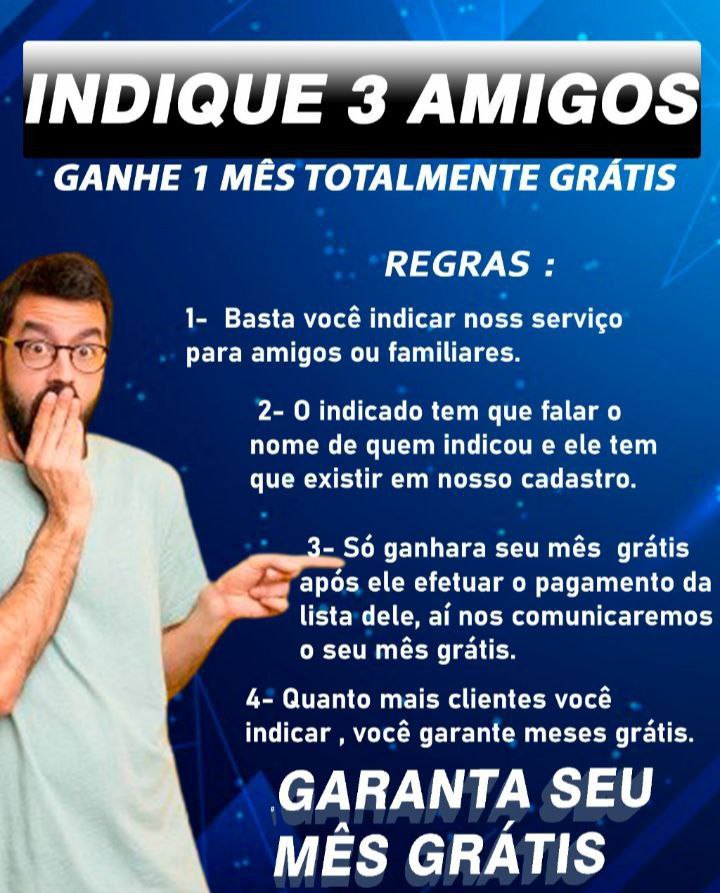 INDIQUE 3 AMIGOS
GANHE 1 MÊS TOTALMENTE GRÁTIS
REGRAS :
1- Basta você indicar noss serviço
para amigos ou familiares.
2- O indicado tem que falar o
nome de quem indicou e ele tem
que existir em nosso cadastro.
3- Só ganhara seu mês grátis
após ele efetuar o pagamento da
lista dele, aí nos comunicaremos
o seu mês grátis.
4- Quanto mais clientes você
indicar , você garante meses grátis.
GARANTA SEU
MÊS GRÁTIS